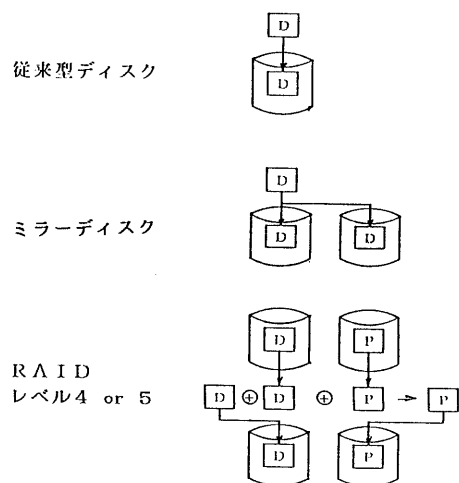 D
従来型ディスク
D
D
ミラーディスク
D D
D P
RAID
レベル4 or 5
D ⊕ D ⊕ P → P
D P